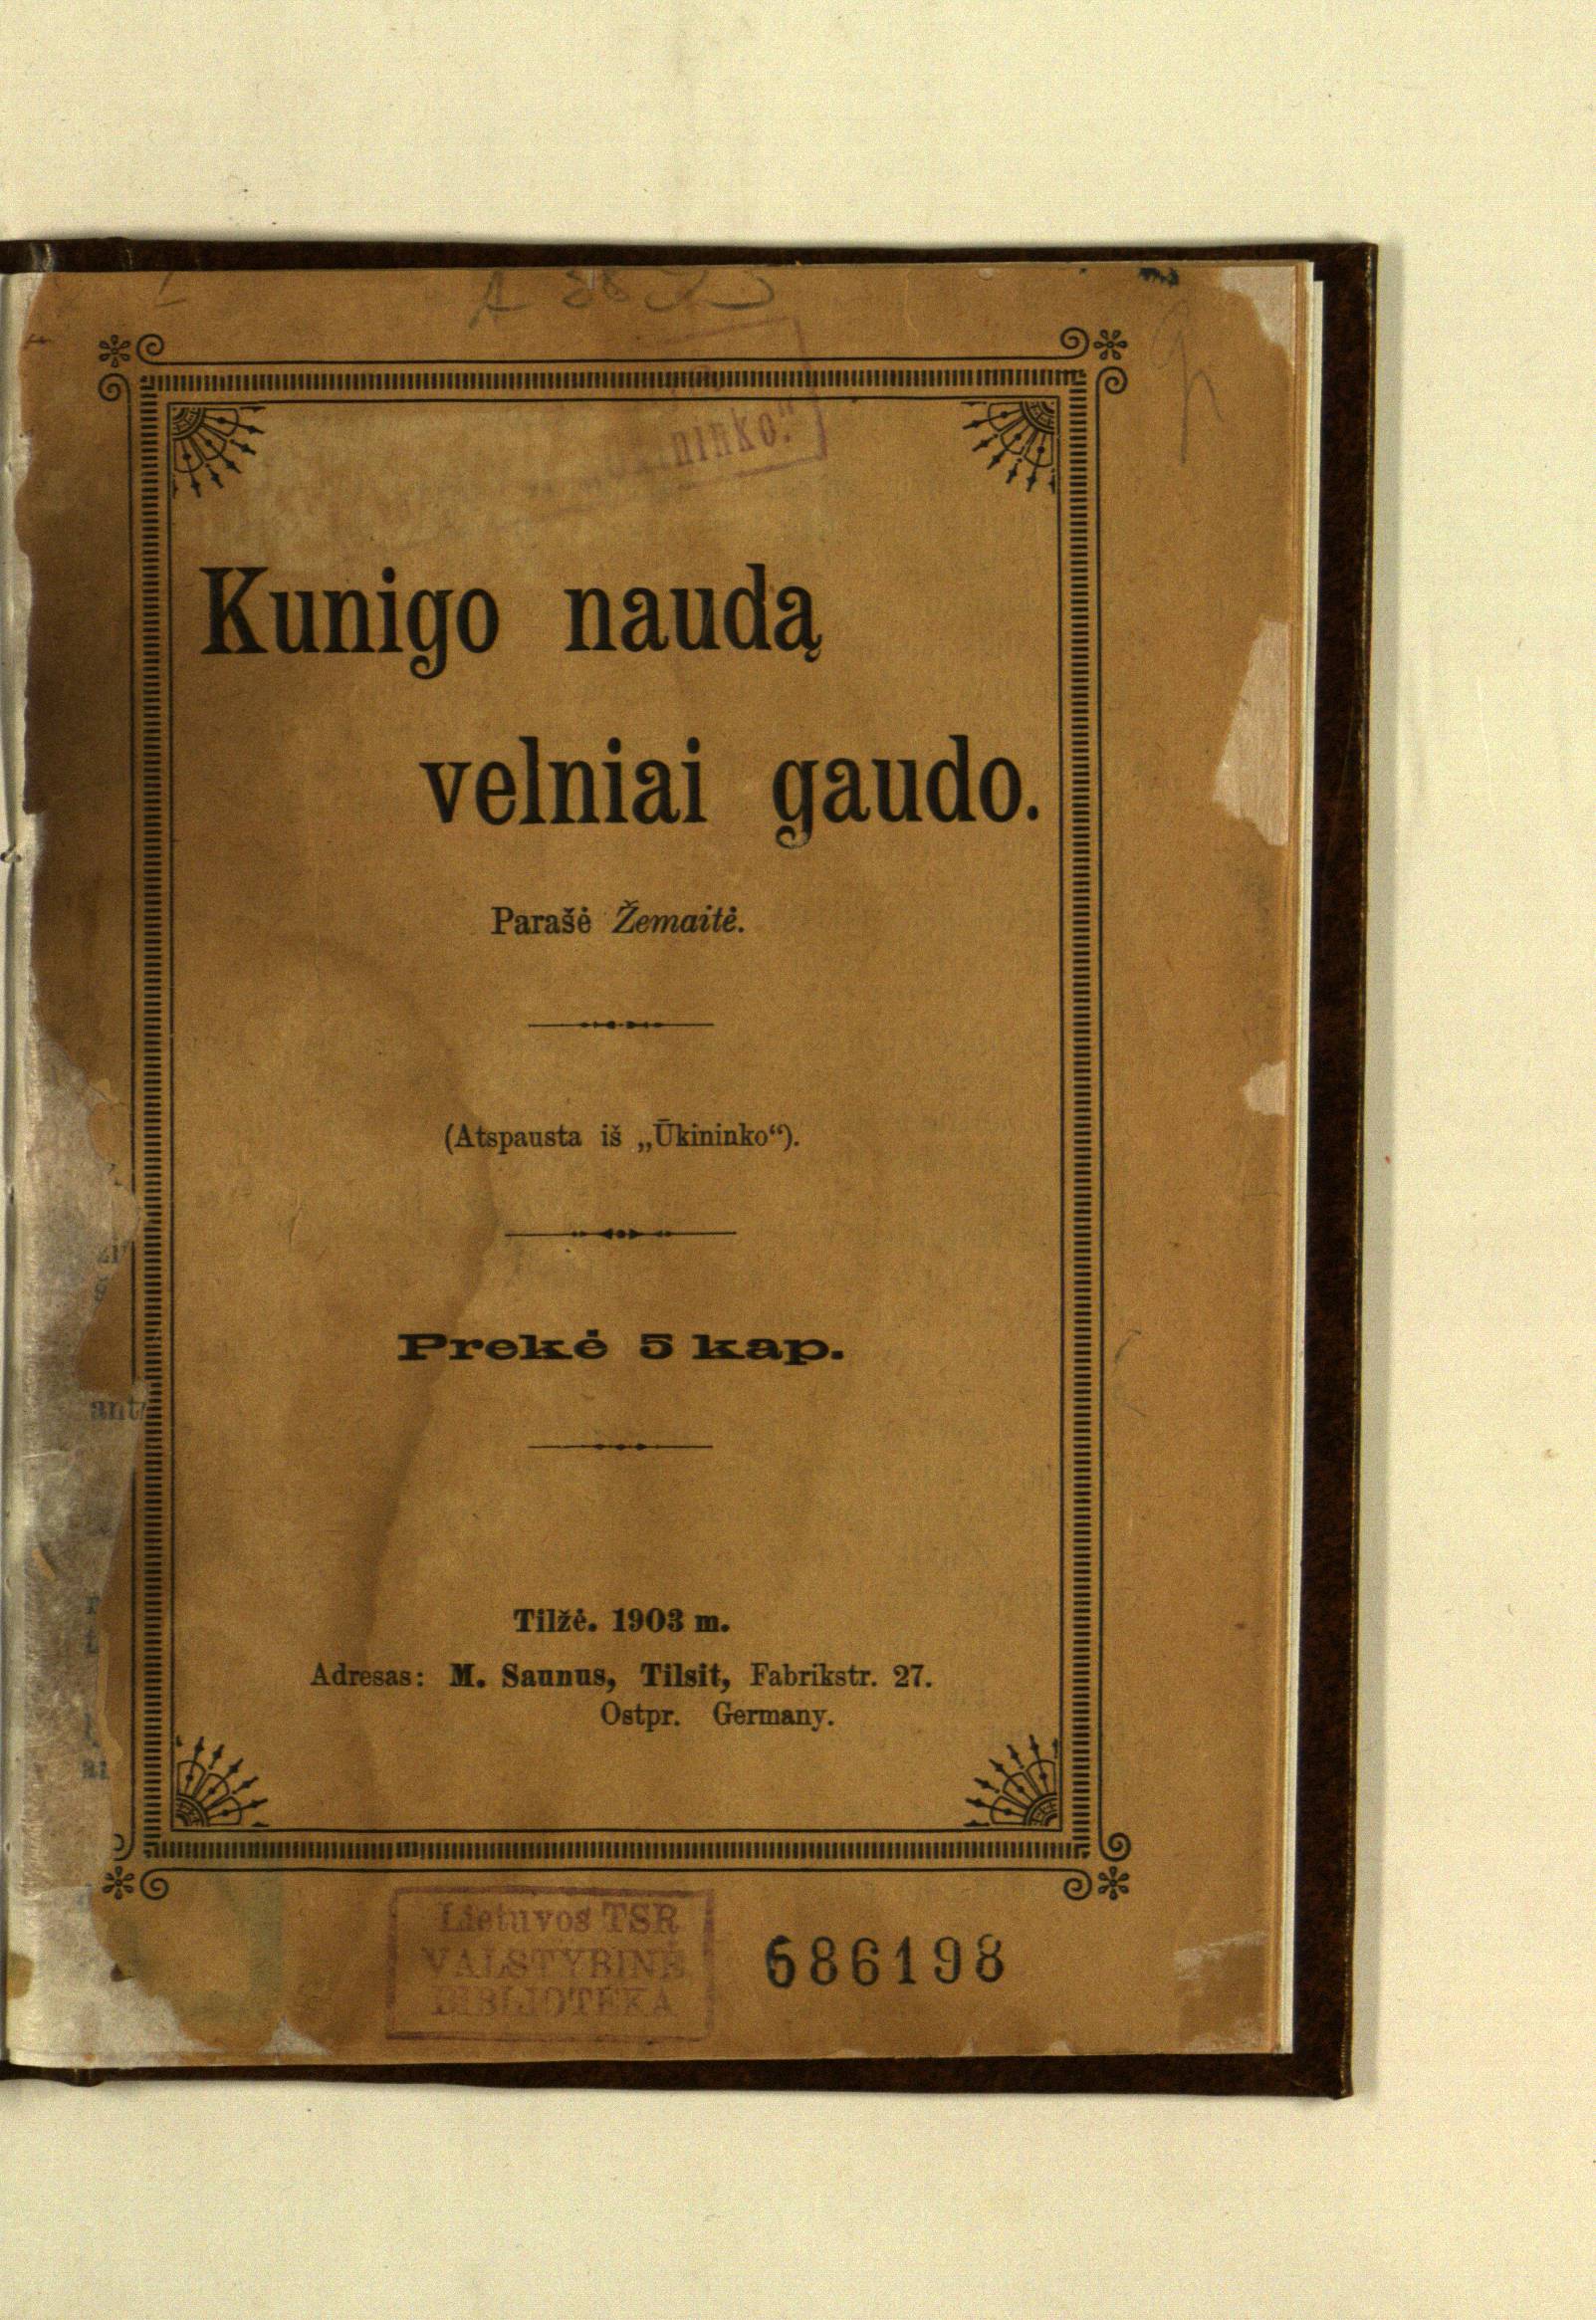 Kunigo naudą
velniai gaudo.
Parašė Žemaitė.
(Atspausta iš „Ūkininko“).
Prekė 5 kap.
Tilžė. 1903 m.
Adresas: M. Saunus, Tilsit, Fabrikstr. 27.
Ostpr. Germany.
Lietuvos TSR
VALSTYBINĖ
BIBLIOTEKA
686198